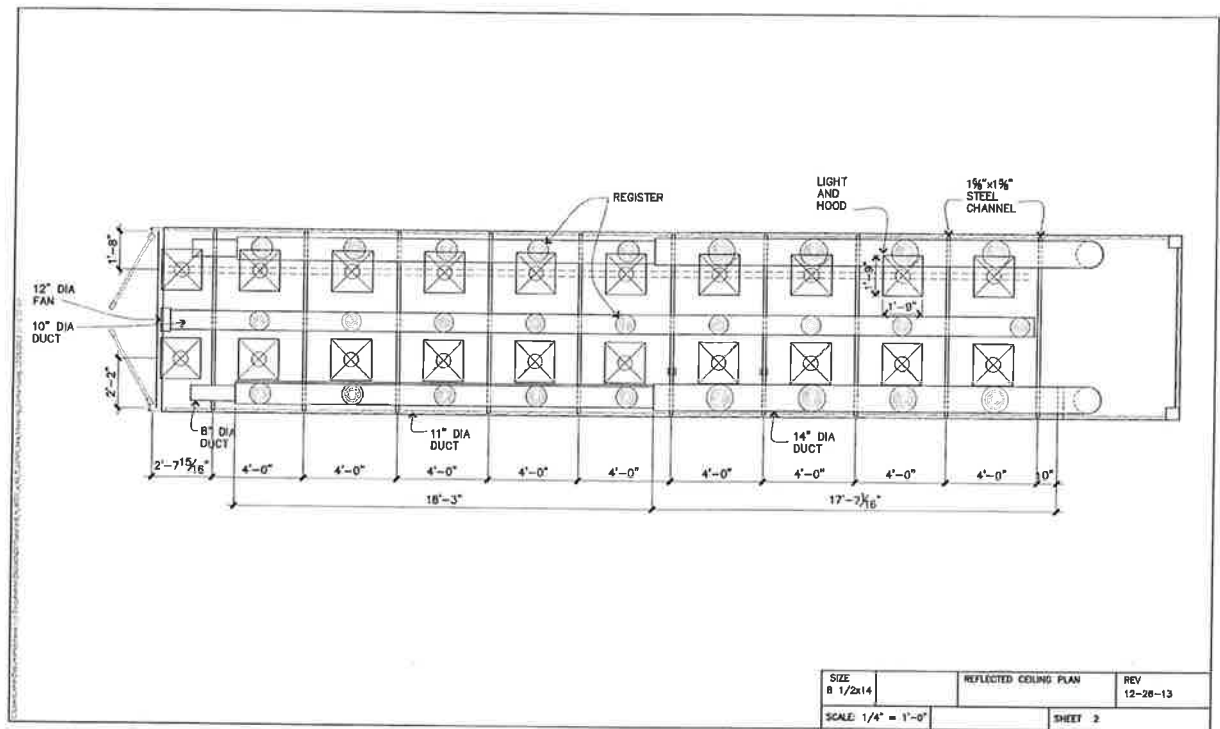 REGISTER
LIGHT
AND
HOOD
1⅝"x1⅝"
STEEL
CHANNEL
1'-8"
12" DIA
FAN
10" DIA
DUCT
1'-9"
1'-9"
2'-2"
8" DIA
DUCT
11" DIA
DUCT
14" DIA
DUCT
2'-7 15/16"
4'-0"
4'-0"
4'-0"
4'-0"
4'-0"
4'-0"
4'-0"
4'-0"
4'-0"
10"
18'-3"
SIZE
8 1/2x14
REFLECTED CEILING PLAN
REV
12-28-13
SCALE: 1/4" = 1'-0"
SHEET 2